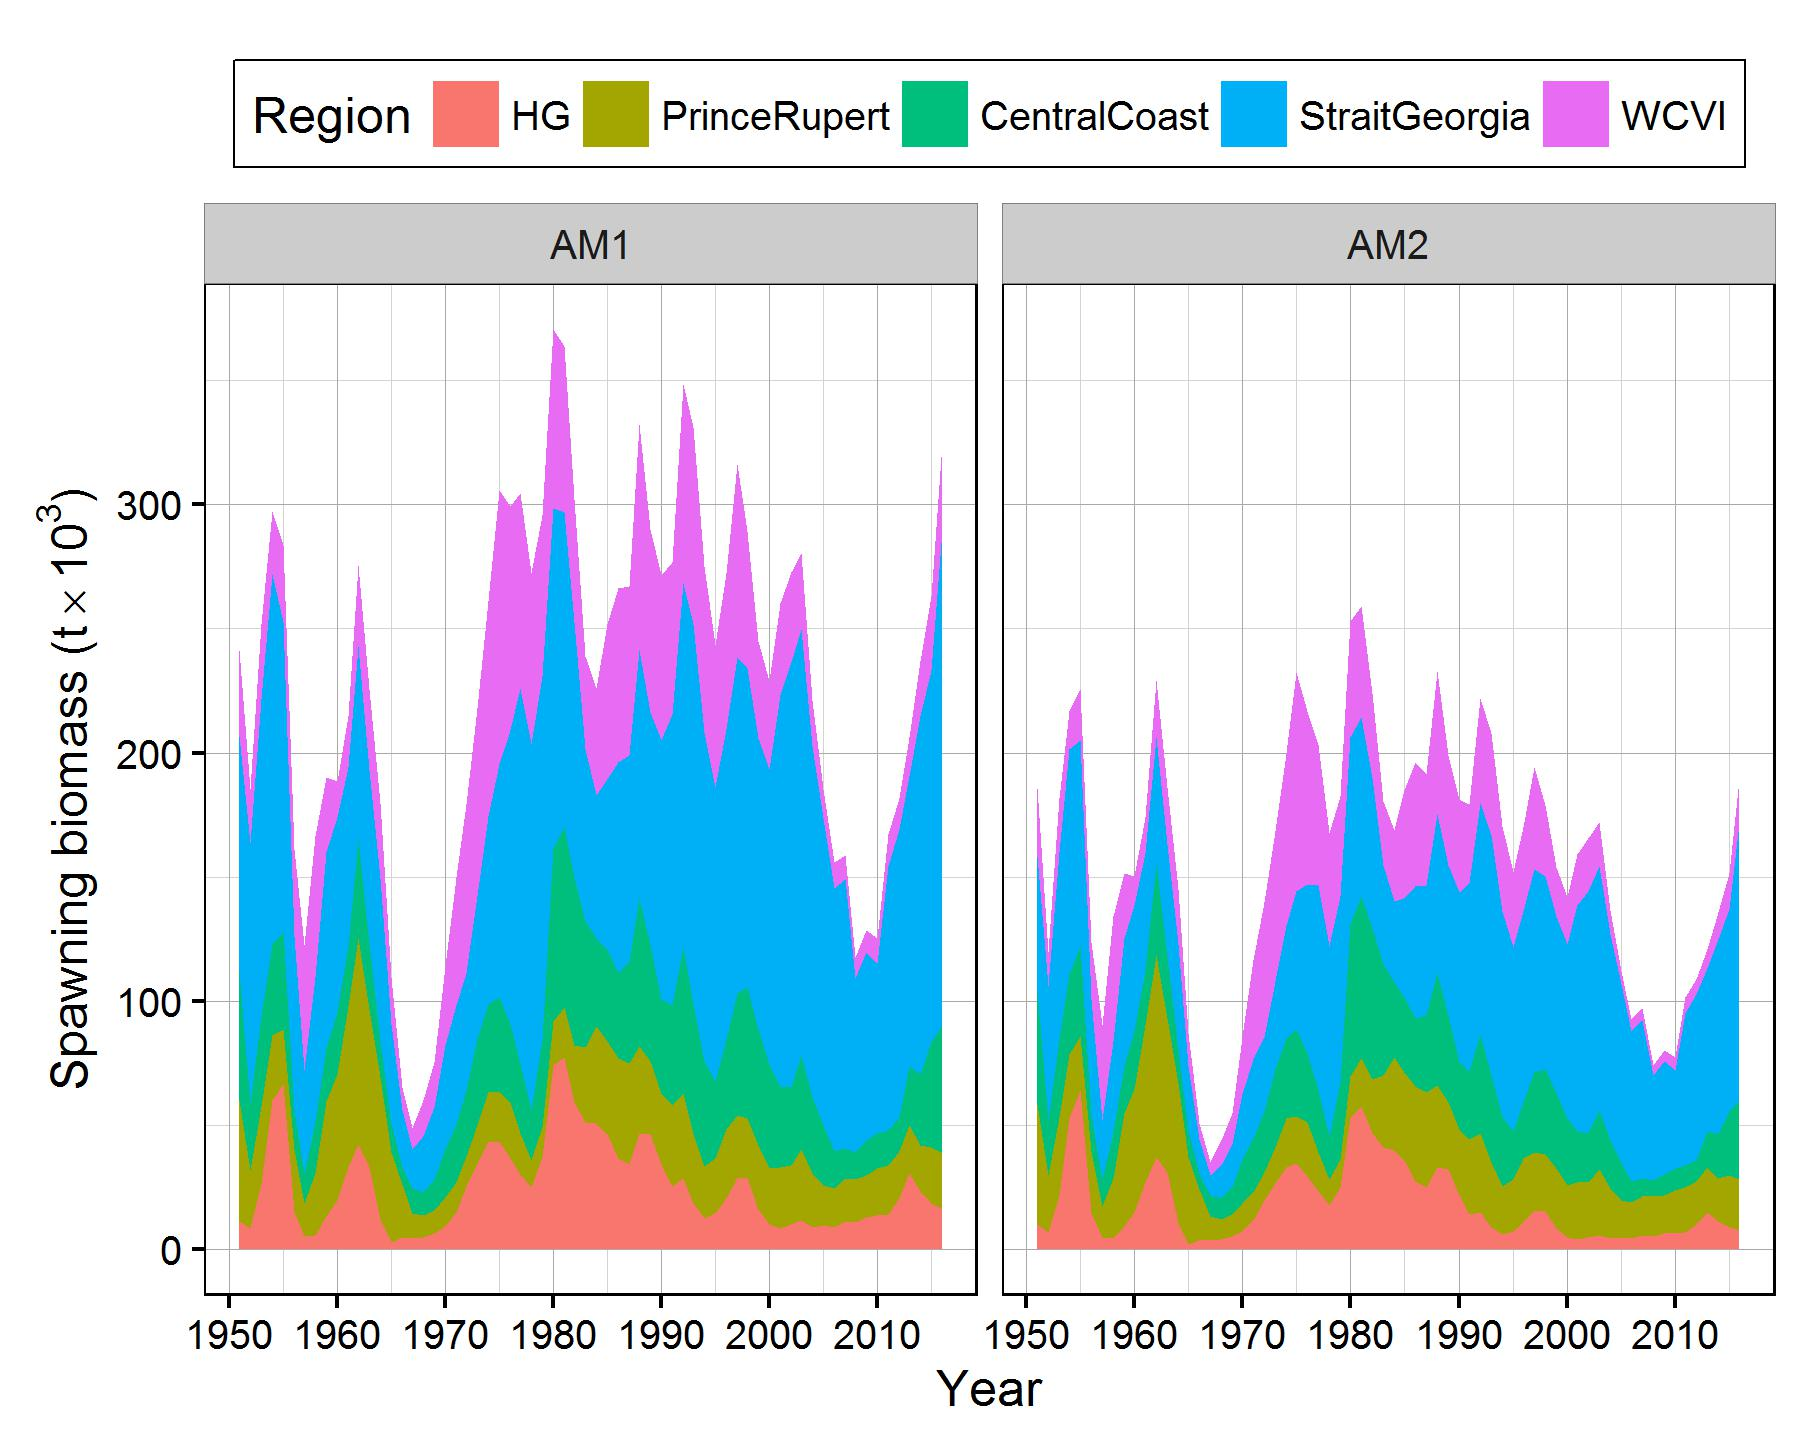 Region HG PrinceRupert CentralCoast StraitGeorgia WCVI
AM1 AM2
Spawning biomass (t × 10³)
300
200
100
0
1950 1960 1970 1980 1990 2000 2010 1950 1960 1970 1980 1990 2000 2010
Year